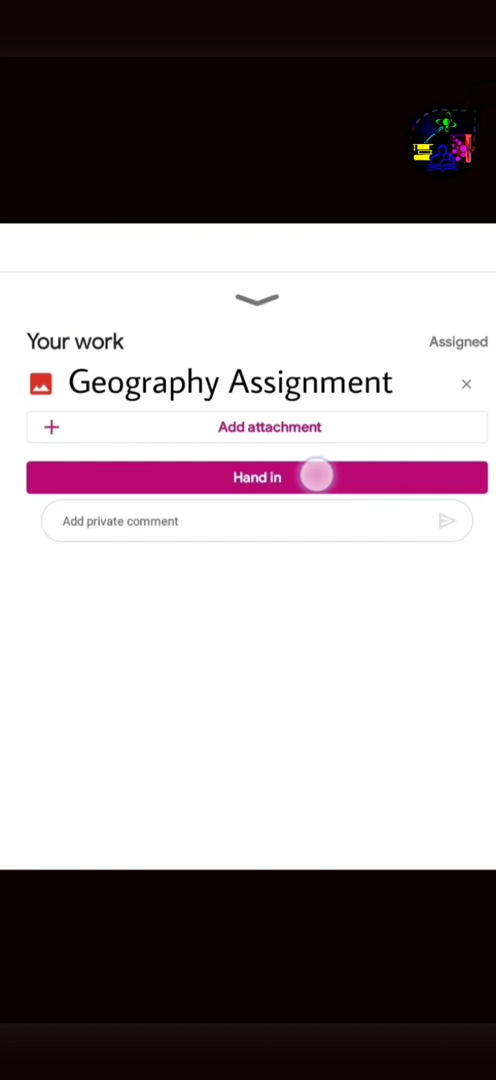 Your work
Assigned
Geography Assignment
Add attachment
Hand in
Add private comment